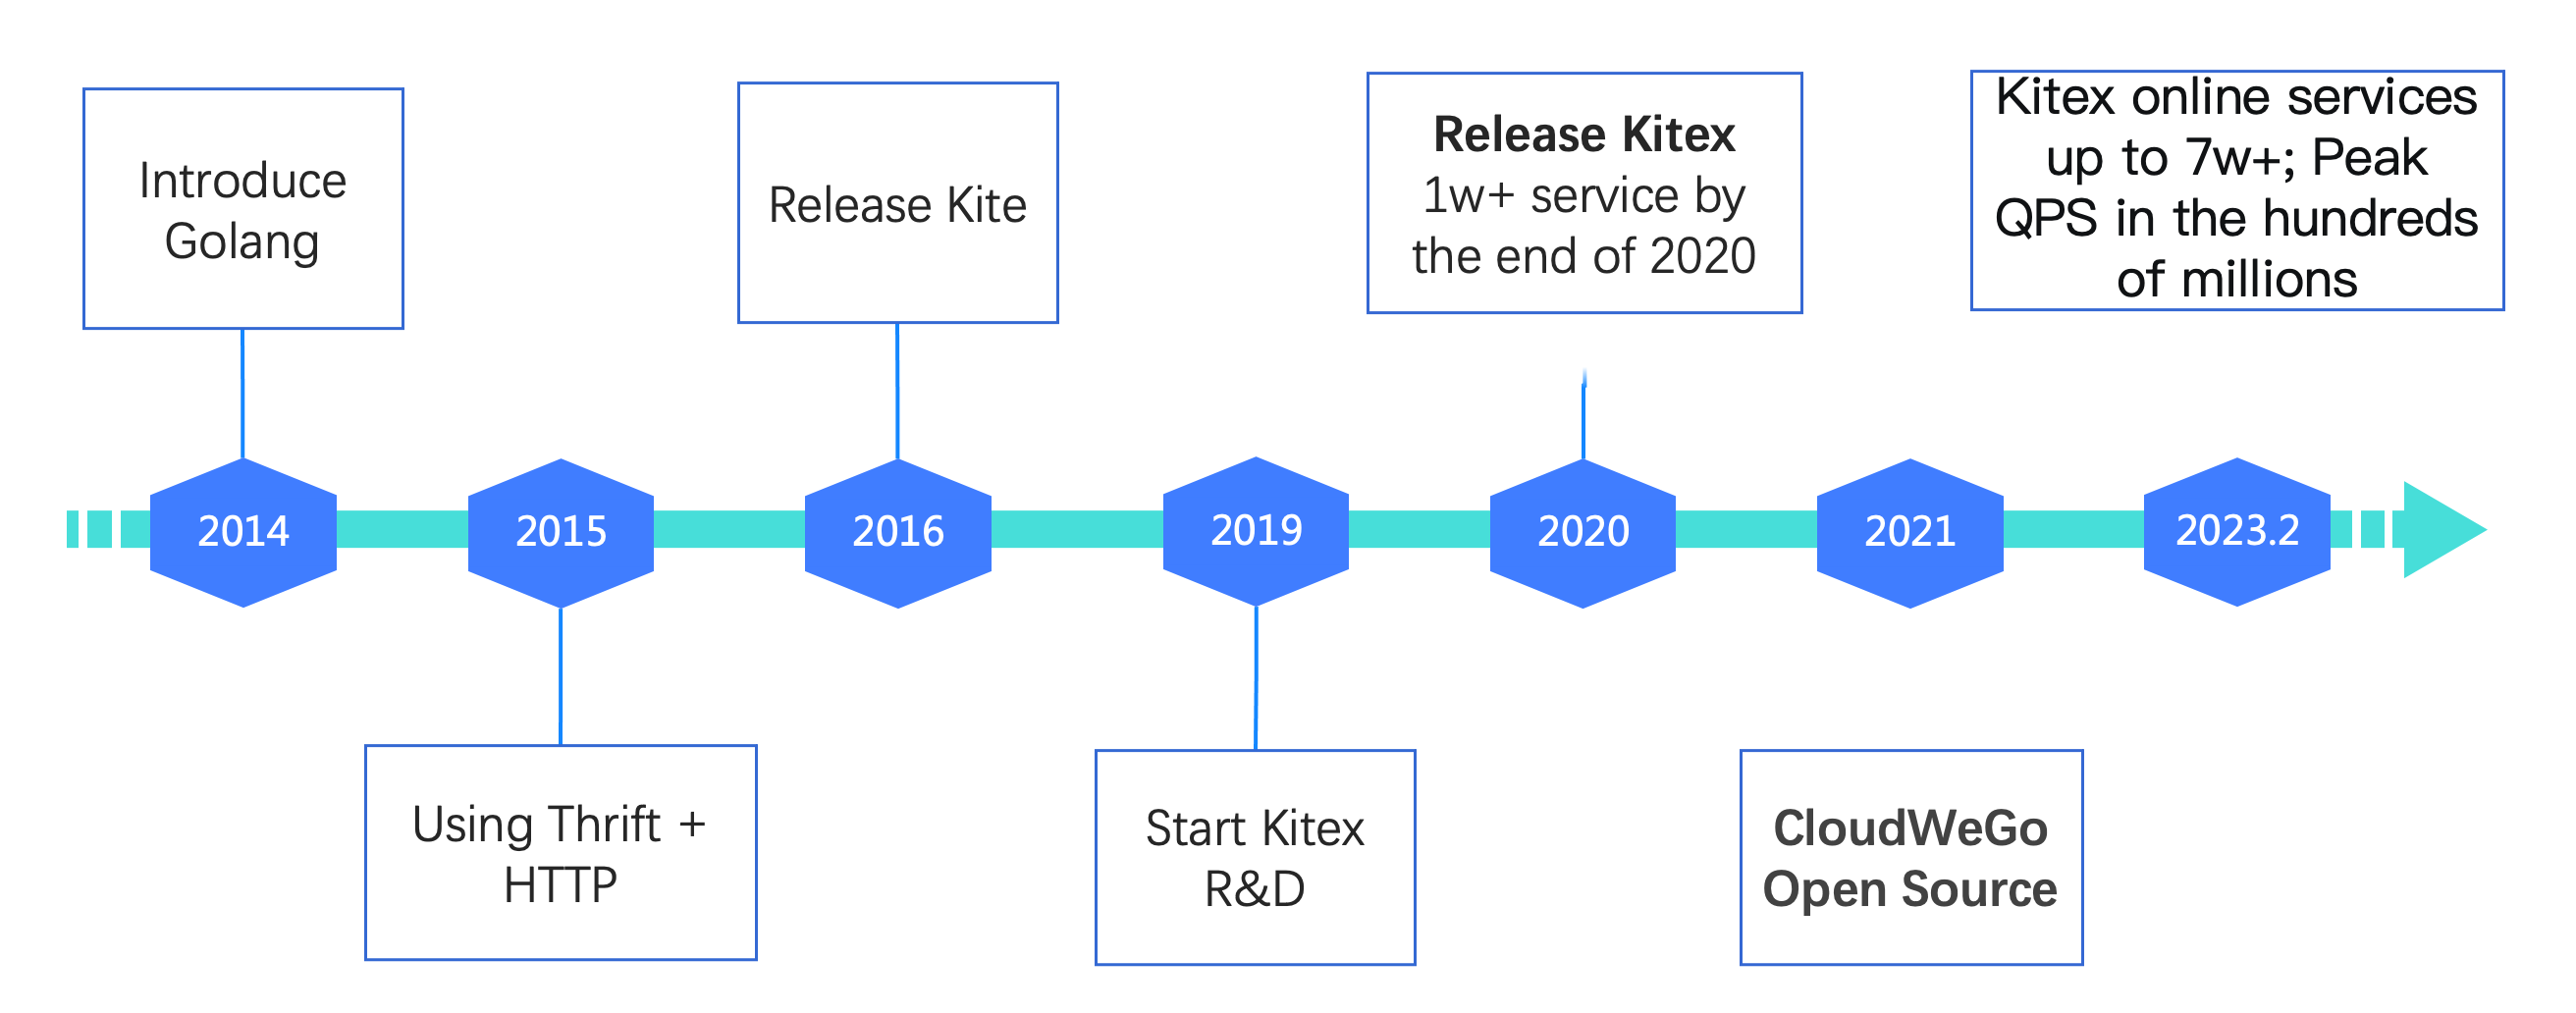 Introduce
Golang
Release Kite
Release Kitex
1w+ service by
the end of 2020
Kitex online services
up to 7w+; Peak
QPS in the hundreds
of millions
2014
2015
2016
2019
2020
2021
2023.2
Using Thrift +
HTTP
Start Kitex
R&D
CloudWeGo
Open Source